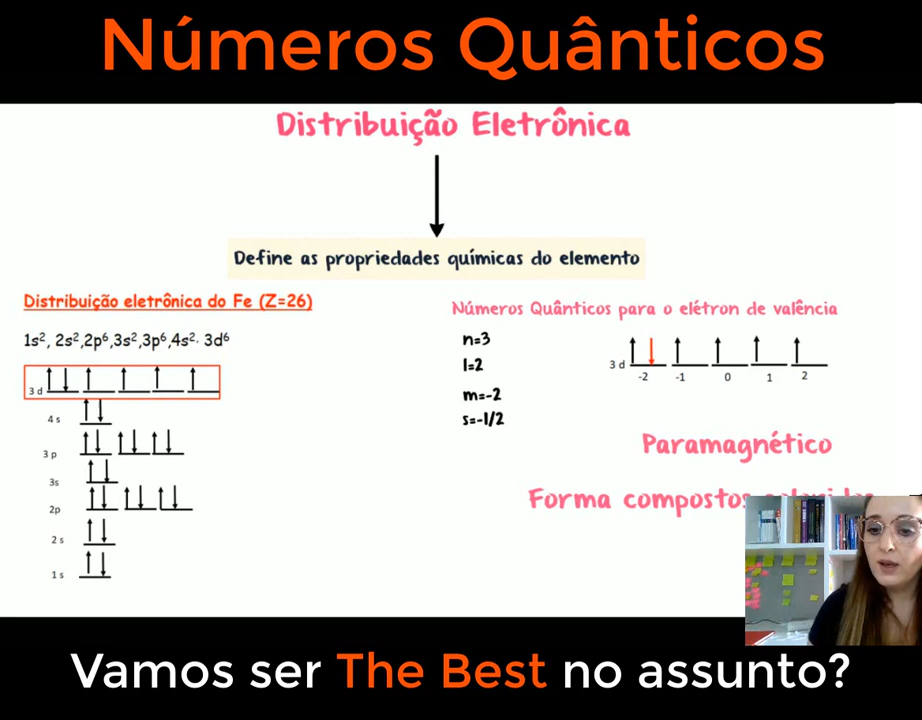 Números Quânticos
Distribuição Eletrônica
Define as propriedades químicas do elemento
Distribuição eletrônica do Fe (Z=26)
1s², 2s²,2p⁶,3s²,3p⁶,4s², 3d⁶
3 d
4 s
3 p
3s
2p
2 s
1 s
Números Quânticos para o elétron de valência
n=3
l=2
m=-2
s=-1/2
3 d
-2 -1 0 1 2
Paramagnético
Forma compostos
Vamos ser The Best no assunto?